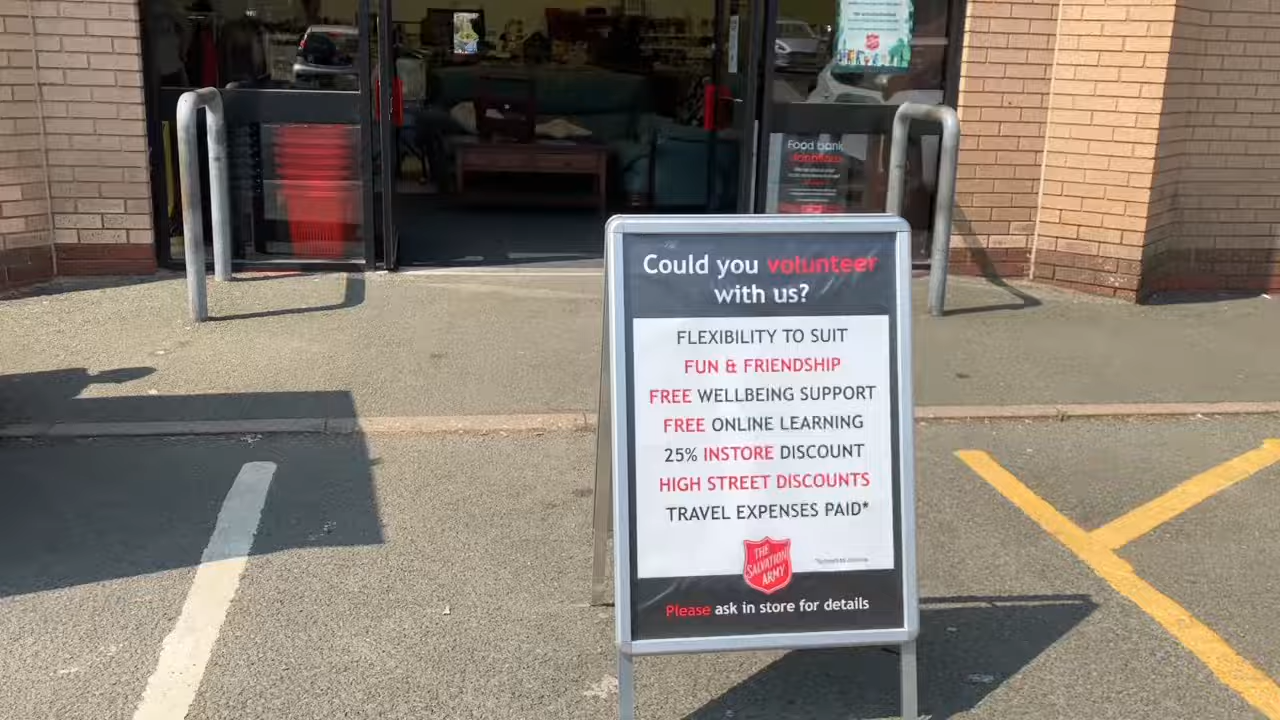 Food bank
Could you volunteer
with us?
FLEXIBILITY TO SUIT
FUN & FRIENDSHIP
FREE WELLBEING SUPPORT
FREE ONLINE LEARNING
25% INSTORE DISCOUNT
HIGH STREET DISCOUNTS
TRAVEL EXPENSES PAID*
THE
SALVATION
ARMY
Please ask in store for details